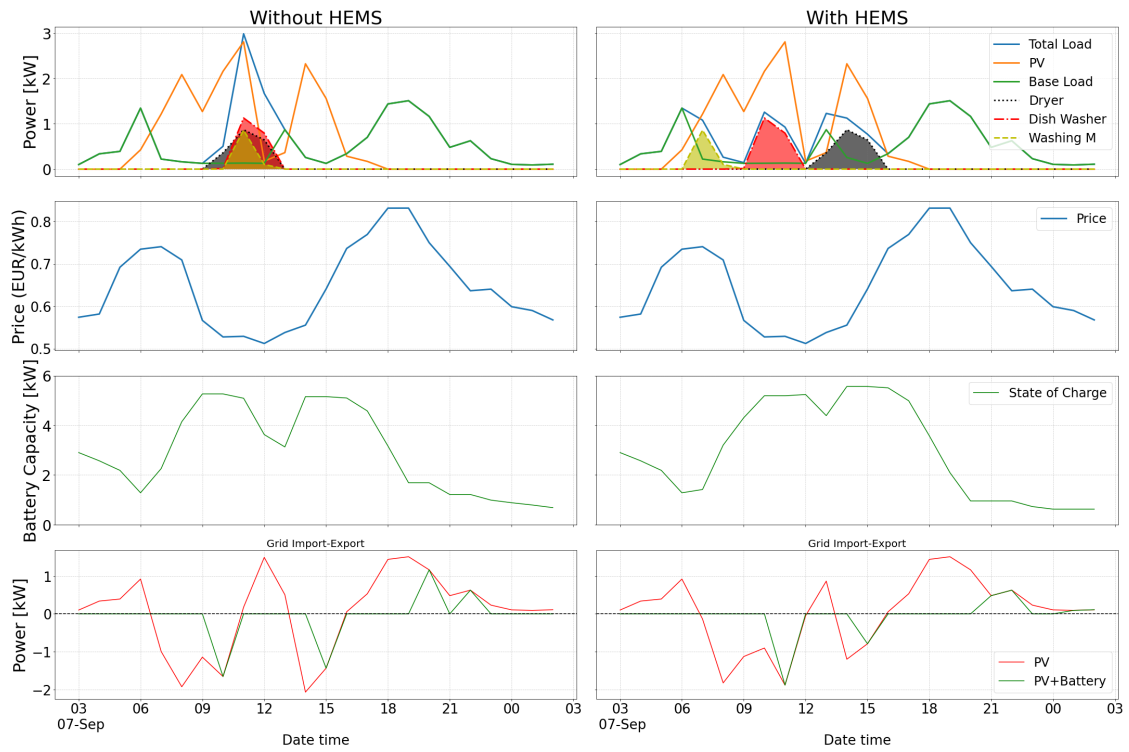 Without HEMS
With HEMS
Power [kW]
3
2
1
0
Total Load
PV
Base Load
Dryer
Dish Washer
Washing M
Price (EUR/kWh)
0.8
0.7
0.6
0.5
Price
Battery Capacity [kW]
6
4
2
0
State of Charge
Grid Import-Export
Grid Import-Export
Power [kW]
1
0
−1
−2
PV
PV+Battery
03 06 09 12 15 18 21 00 03
07-Sep
Date time
03 06 09 12 15 18 21 00 03
07-Sep
Date time